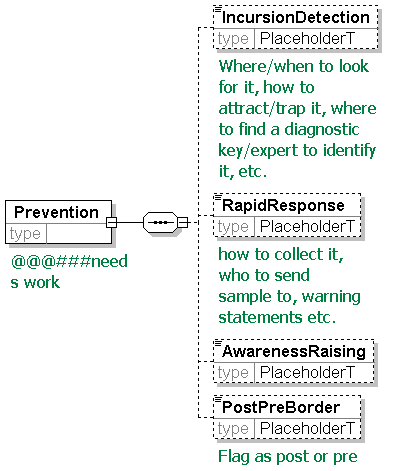 IncursionDetection
type PlaceholderT
Where/when to look
for it, how to
attract/trap it, where
to find a diagnostic
key/expert to identify
it, etc.
Prevention
type
@@@###need
s work
RapidResponse
type PlaceholderT
how to collect it,
who to send
sample to, warning
statements etc.
AwarenessRaising
type PlaceholderT
PostPreBorder
type PlaceholderT
Flag as post or pre